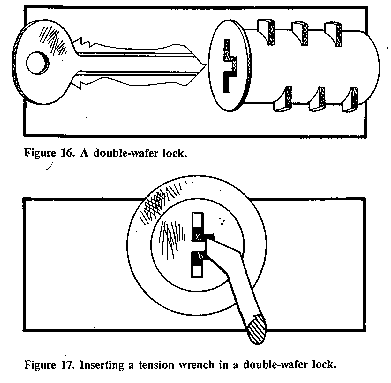 Figure 16. A double-wafer lock.
Figure 17. Inserting a tension wrench in a double-wafer lock.